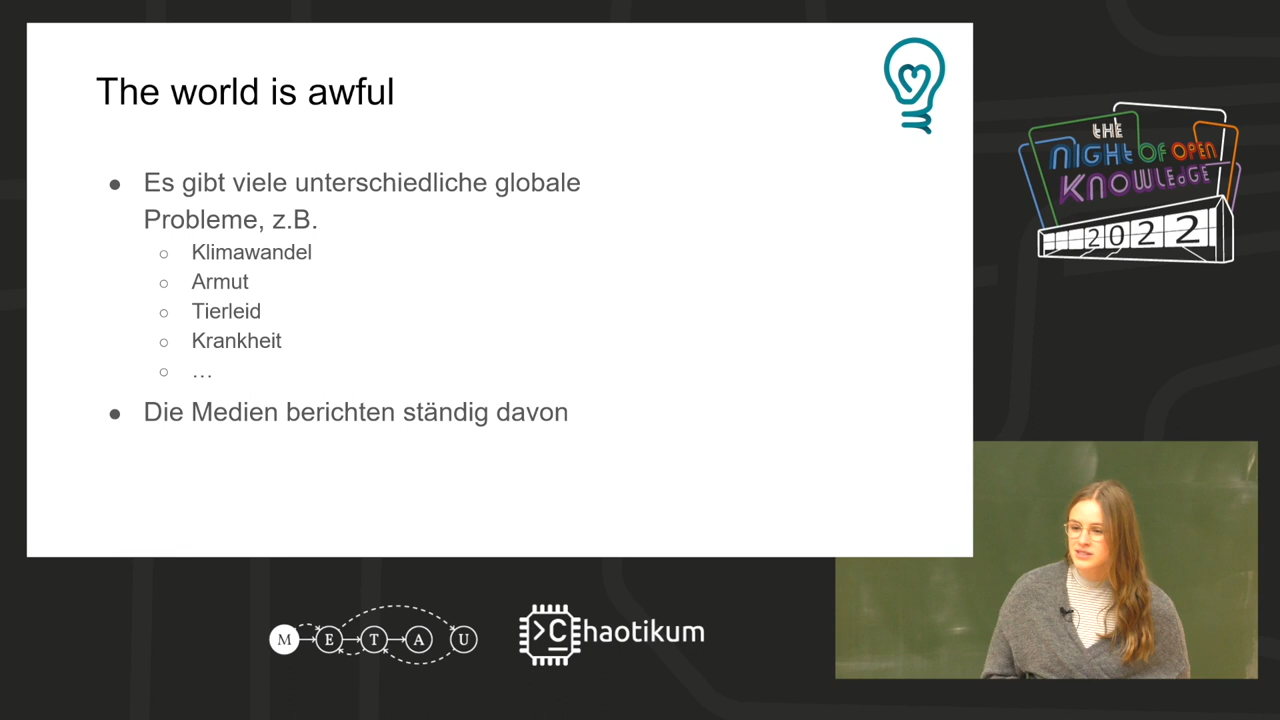 The world is awful
● Es gibt viele unterschiedliche globale
Probleme, z.B.
○ Klimawandel
○ Armut
○ Tierleid
○ Krankheit
○ …
● Die Medien berichten ständig davon
tHE
NIGHt OF OPEN
KNOWLEdGE
2022
M E T A U
>C_haotikum